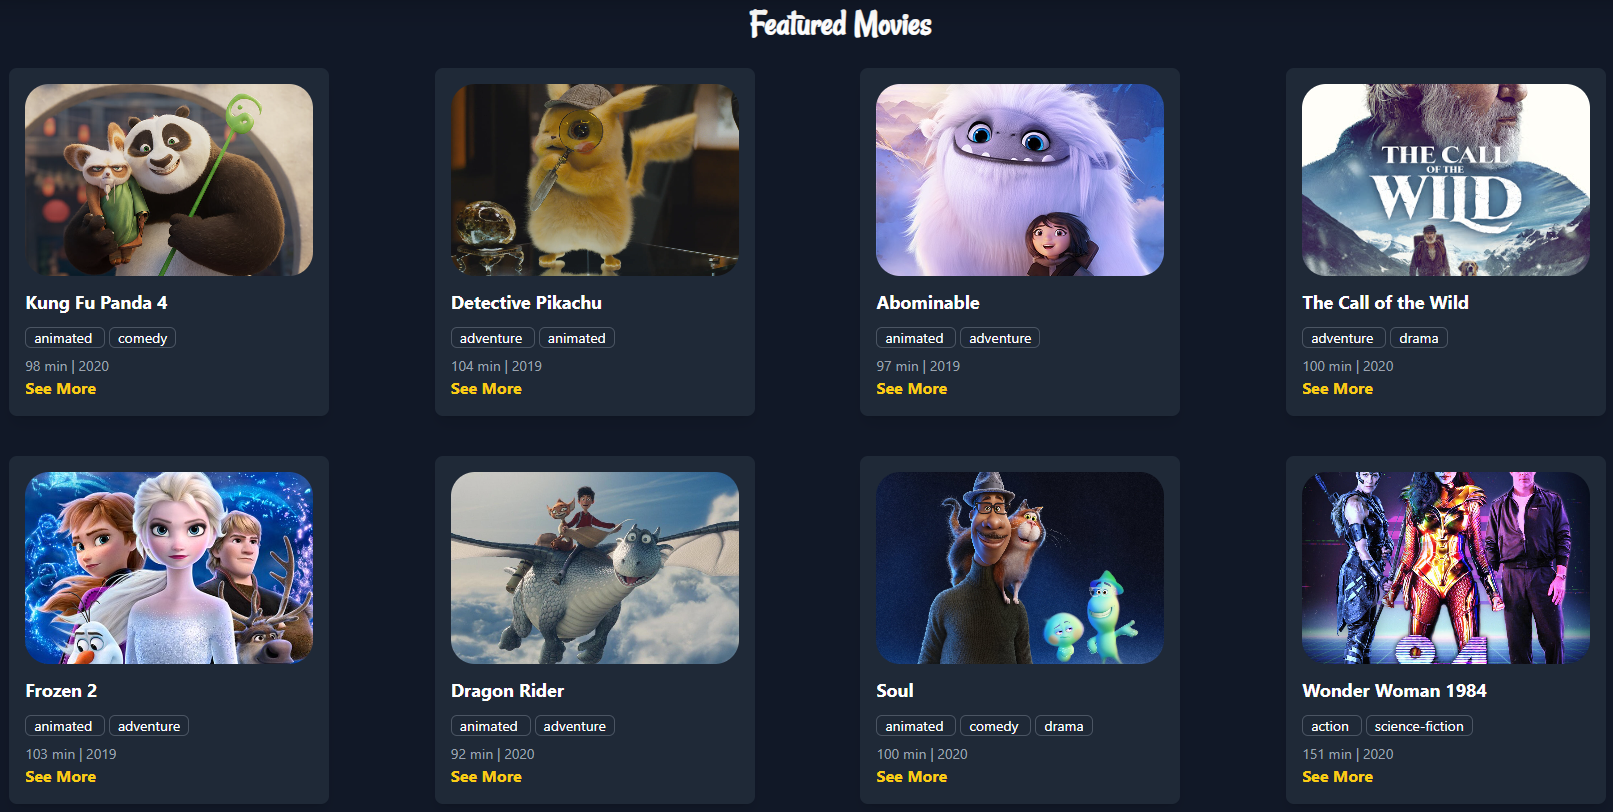 Featured Movies
THE CALL
OF THE
WILD
Kung Fu Panda 4
animated comedy
98 min | 2020
See More
Detective Pikachu
adventure animated
104 min | 2019
See More
Abominable
animated adventure
97 min | 2019
See More
The Call of the Wild
adventure drama
100 min | 2020
See More
Frozen 2
animated adventure
103 min | 2019
See More
Dragon Rider
animated adventure
92 min | 2020
See More
Soul
animated comedy drama
100 min | 2020
See More
Wonder Woman 1984
action science-fiction
151 min | 2020
See More